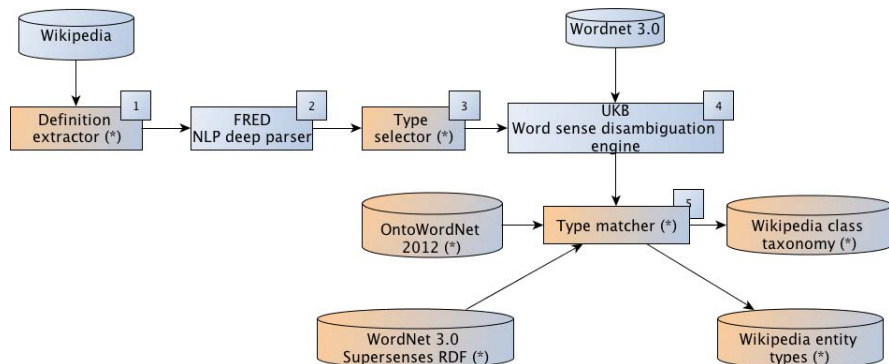 Wikipedia
Wordnet 3.0
1
Definition
extractor (*)
2
FRED
NLP deep parser
3
Type
selector (*)
4
UKB
Word sense disambiguation
engine
OntoWordNet
2012 (*)
5
Type matcher (*)
Wikipedia class
taxonomy (*)
WordNet 3.0
Supersenses RDF (*)
Wikipedia entity
types (*)